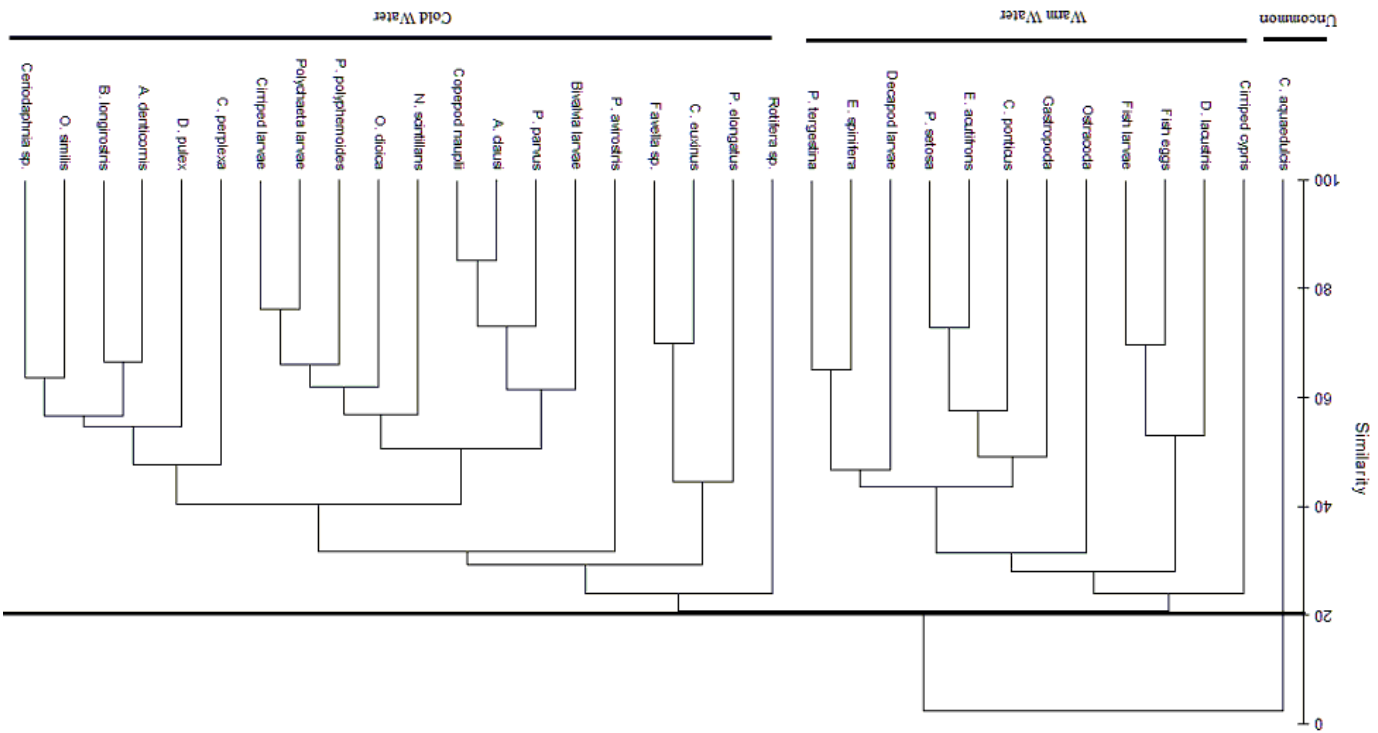 Cold Water
Warm Water
Uncommon
Ceriodaphnia sp.
O. similis
B. longirostris
A. denticornis
D. pulex
C. perplexa
Cirriped larvae
Polychaeta larvae
P. polyphemoides
O. dioica
N. scintillans
Copepod nauplii
A. clausi
P. parvus
Bivalvia larvae
P. avirostris
Favella sp.
C. euxinus
P. elongatus
Rotifera sp.
P. tergestina
E. spinifera
Decapod larvae
P. setosa
E. acutifrons
C. ponticus
Gastropoda
Ostracoda
Fish larvae
Fish eggs
D. lacustris
Cirriped cypris
C. aquaedulcis
100
80
60
40
20
0
Similarity